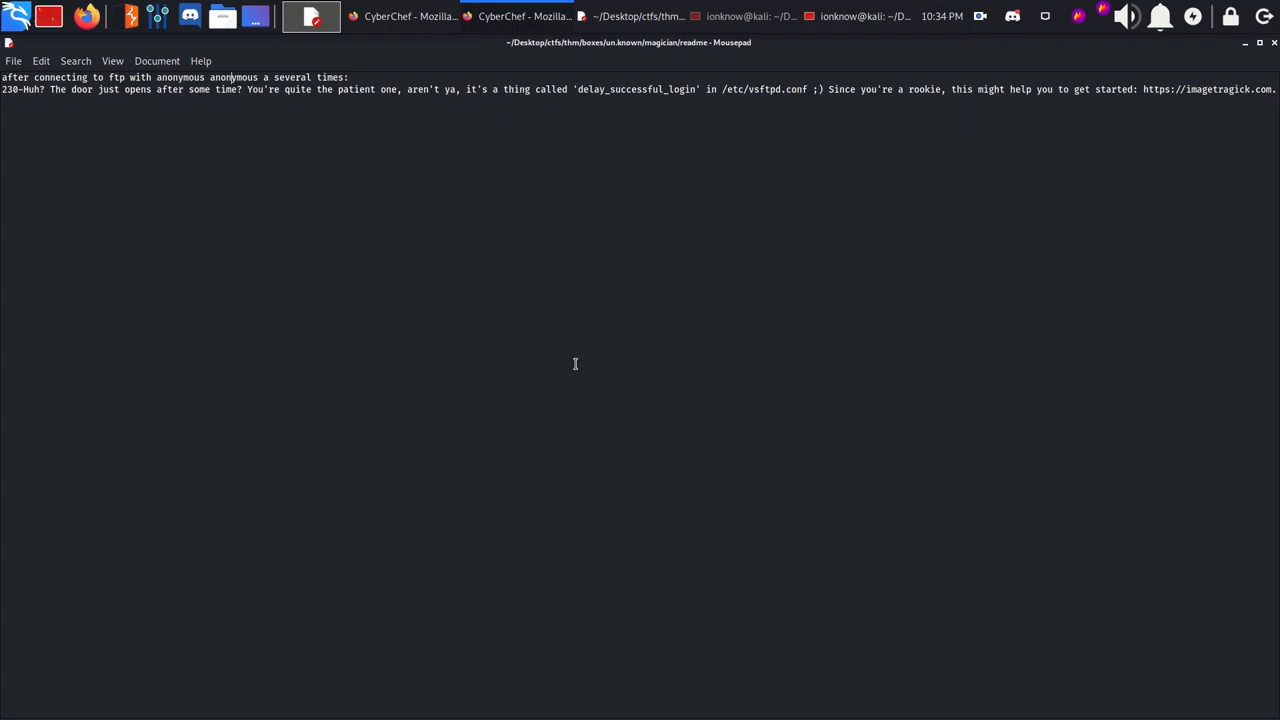 CyberChef - Mozilla...
CyberChef - Mozilla...
~/Desktop/ctfs/thm...
ionknow@kali: ~/D...
ionknow@kali: ~/D...
10:34 PM
~/Desktop/ctfs/thm/boxes/un.known/magician/readme - Mousepad
File Edit Search View Document Help
after connecting to ftp with anonymous anonymous a several times:
230-Huh? The door just opens after some time? You're quite the patient one, aren't ya, it's a thing called 'delay_successful_login' in /etc/vsftpd.conf ;) Since you're a rookie, this might help you to get started: https://imagetragick.com.